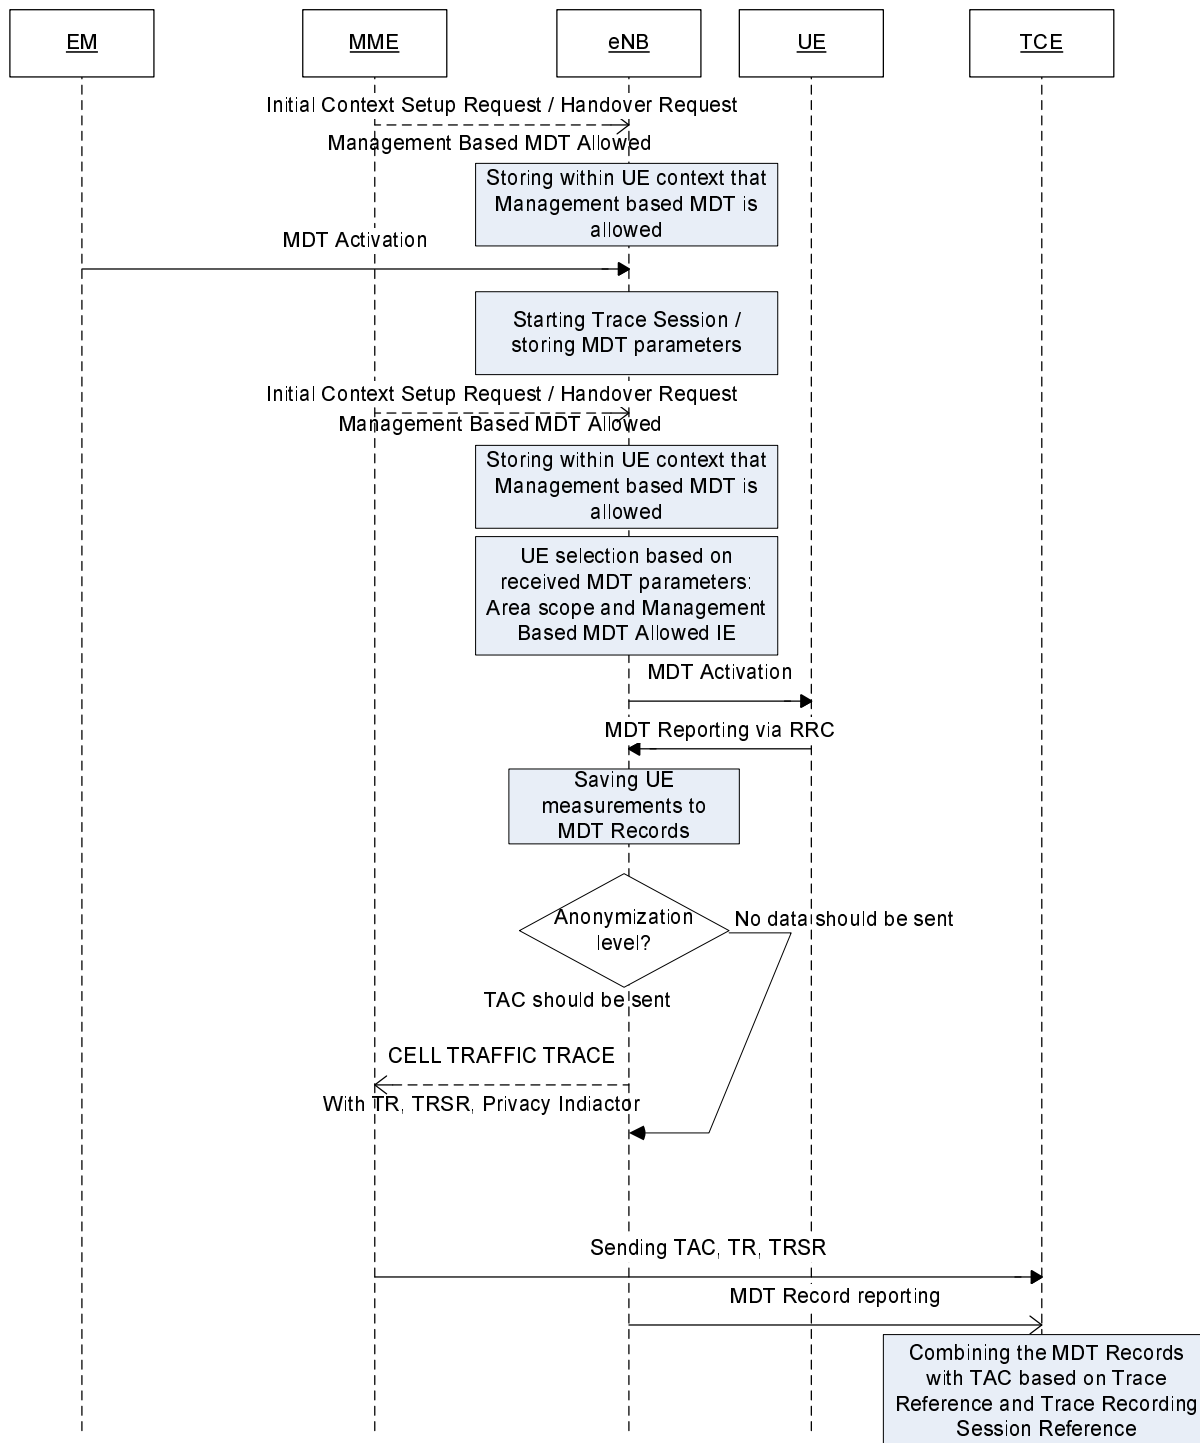 EM
MME
eNB
UE
TCE
Initial Context Setup Request / Handover Request
Management Based MDT Allowed
Storing within UE context that
Management based MDT is
allowed
MDT Activation
Starting Trace Session /
storing MDT parameters
Initial Context Setup Request / Handover Request
Management Based MDT Allowed
Storing within UE context that
Management based MDT is
allowed
UE selection based on
received MDT parameters:
Area scope and Management
Based MDT Allowed IE
MDT Activation
MDT Reporting via RRC
Saving UE
measurements to
MDT Records
Anonymization
level?
No data should be sent
TAC should be sent
CELL TRAFFIC TRACE
With TR, TRSR, Privacy Indiactor
Sending TAC, TR, TRSR
MDT Record reporting
Combining the MDT Records
with TAC based on Trace
Reference and Trace Recording
Session Reference